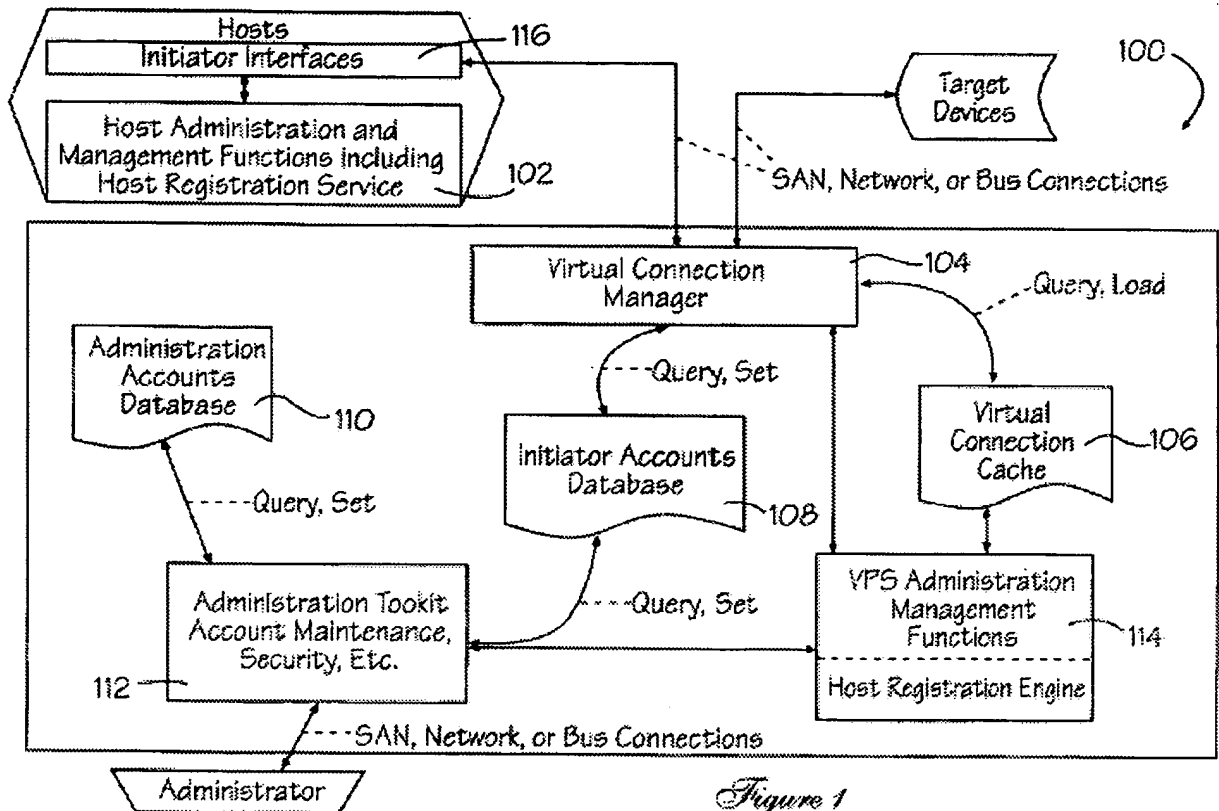 Hosts
116
Initiator Interfaces
Host Administration and
Management Functions including
Host Registration Service
102
Target
Devices
100
SAN, Network, or Bus Connections
Virtual Connection
Manager
104
Query, Load
Administration
Accounts
Database
110
Query, Set
Query, Set
Initiator Accounts
Database
108
Virtual
Connection
Cache
106
Administration Tookit
Account Maintenance,
Security, Etc.
112
Query, Set
VPS Administration
Management
Functions
114
Host Registration Engine
SAN, Network, or Bus Connections
Administrator
Figure 1